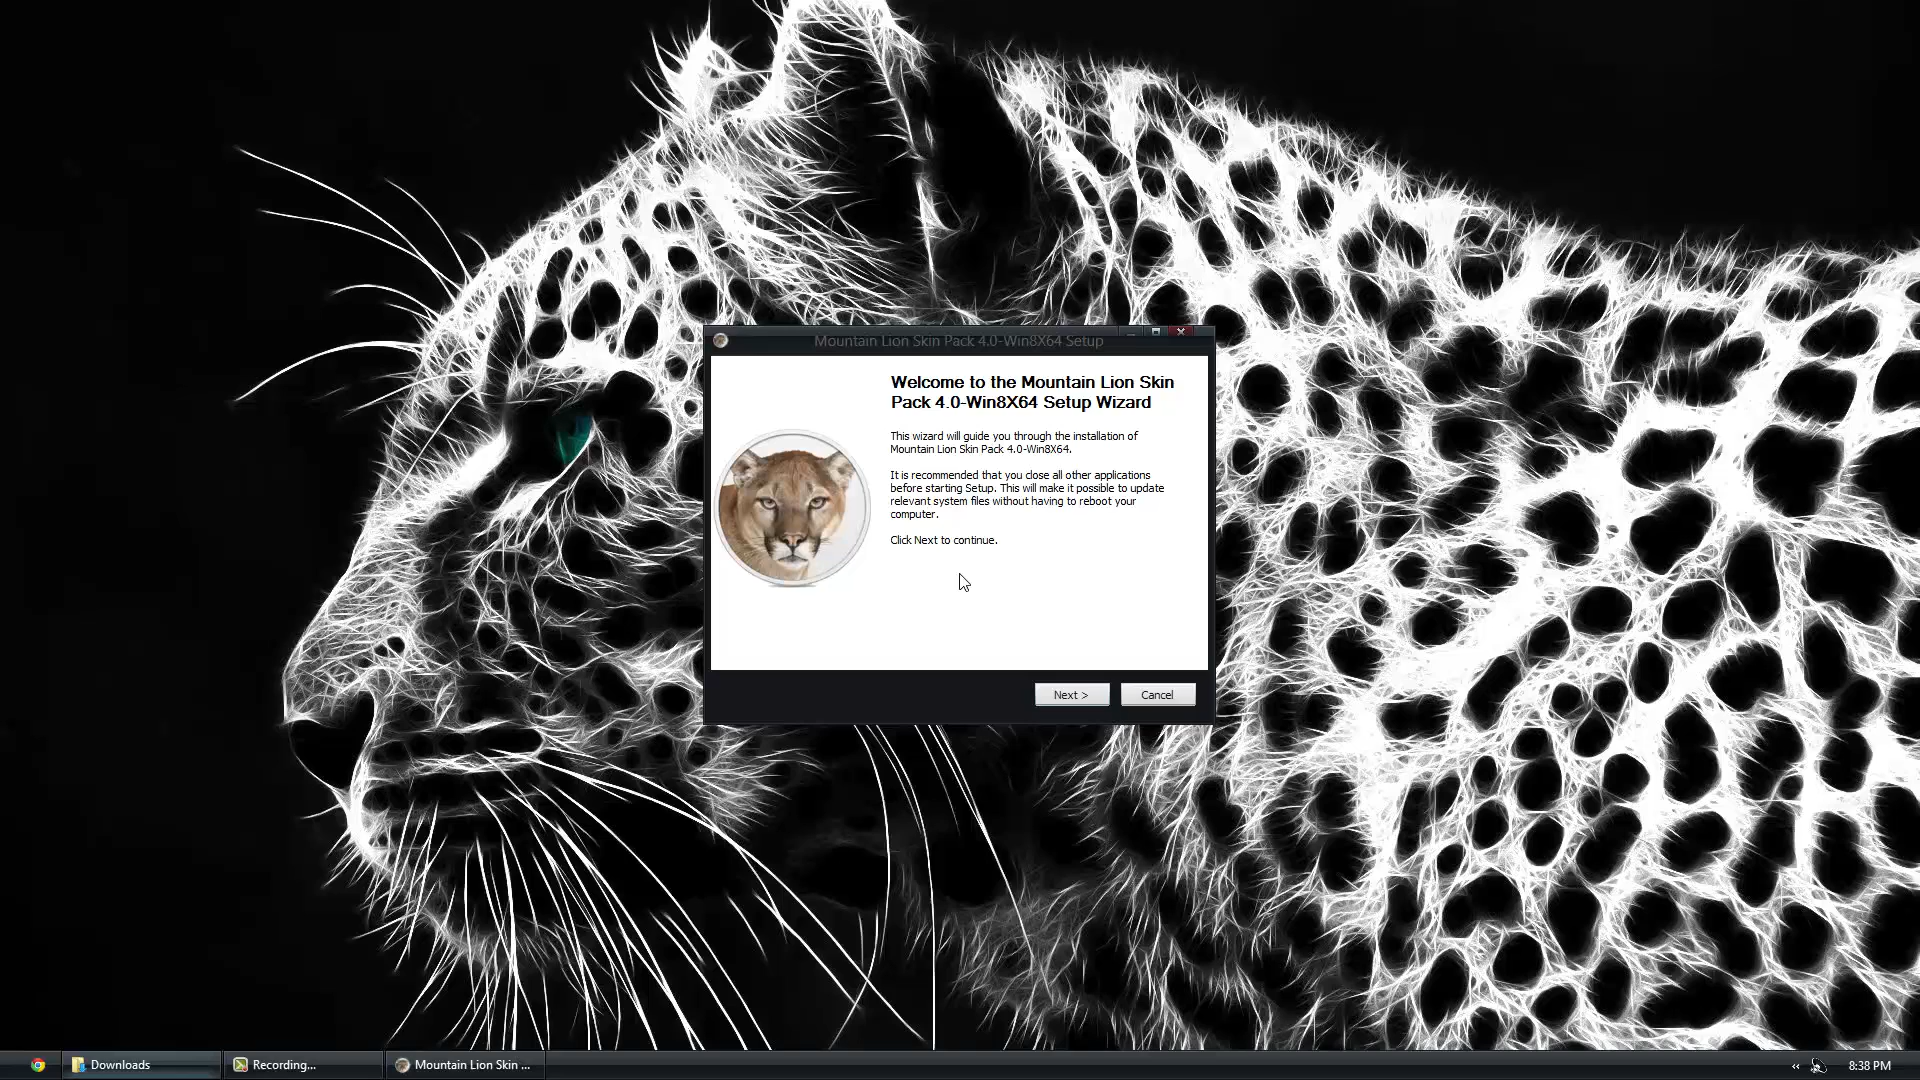 Mountain Lion Skin Pack 4.0-Win8X64 Setup
Welcome to the Mountain Lion Skin
Pack 4.0-Win8X64 Setup Wizard
This wizard will guide you through the installation of
Mountain Lion Skin Pack 4.0-Win8X64.
It is recommended that you close all other applications
before starting Setup. This will make it possible to update
relevant system files without having to reboot your
computer.
Click Next to continue.
Next >
Cancel
Downloads
Recording...
Mountain Lion Skin ...
8:38 PM